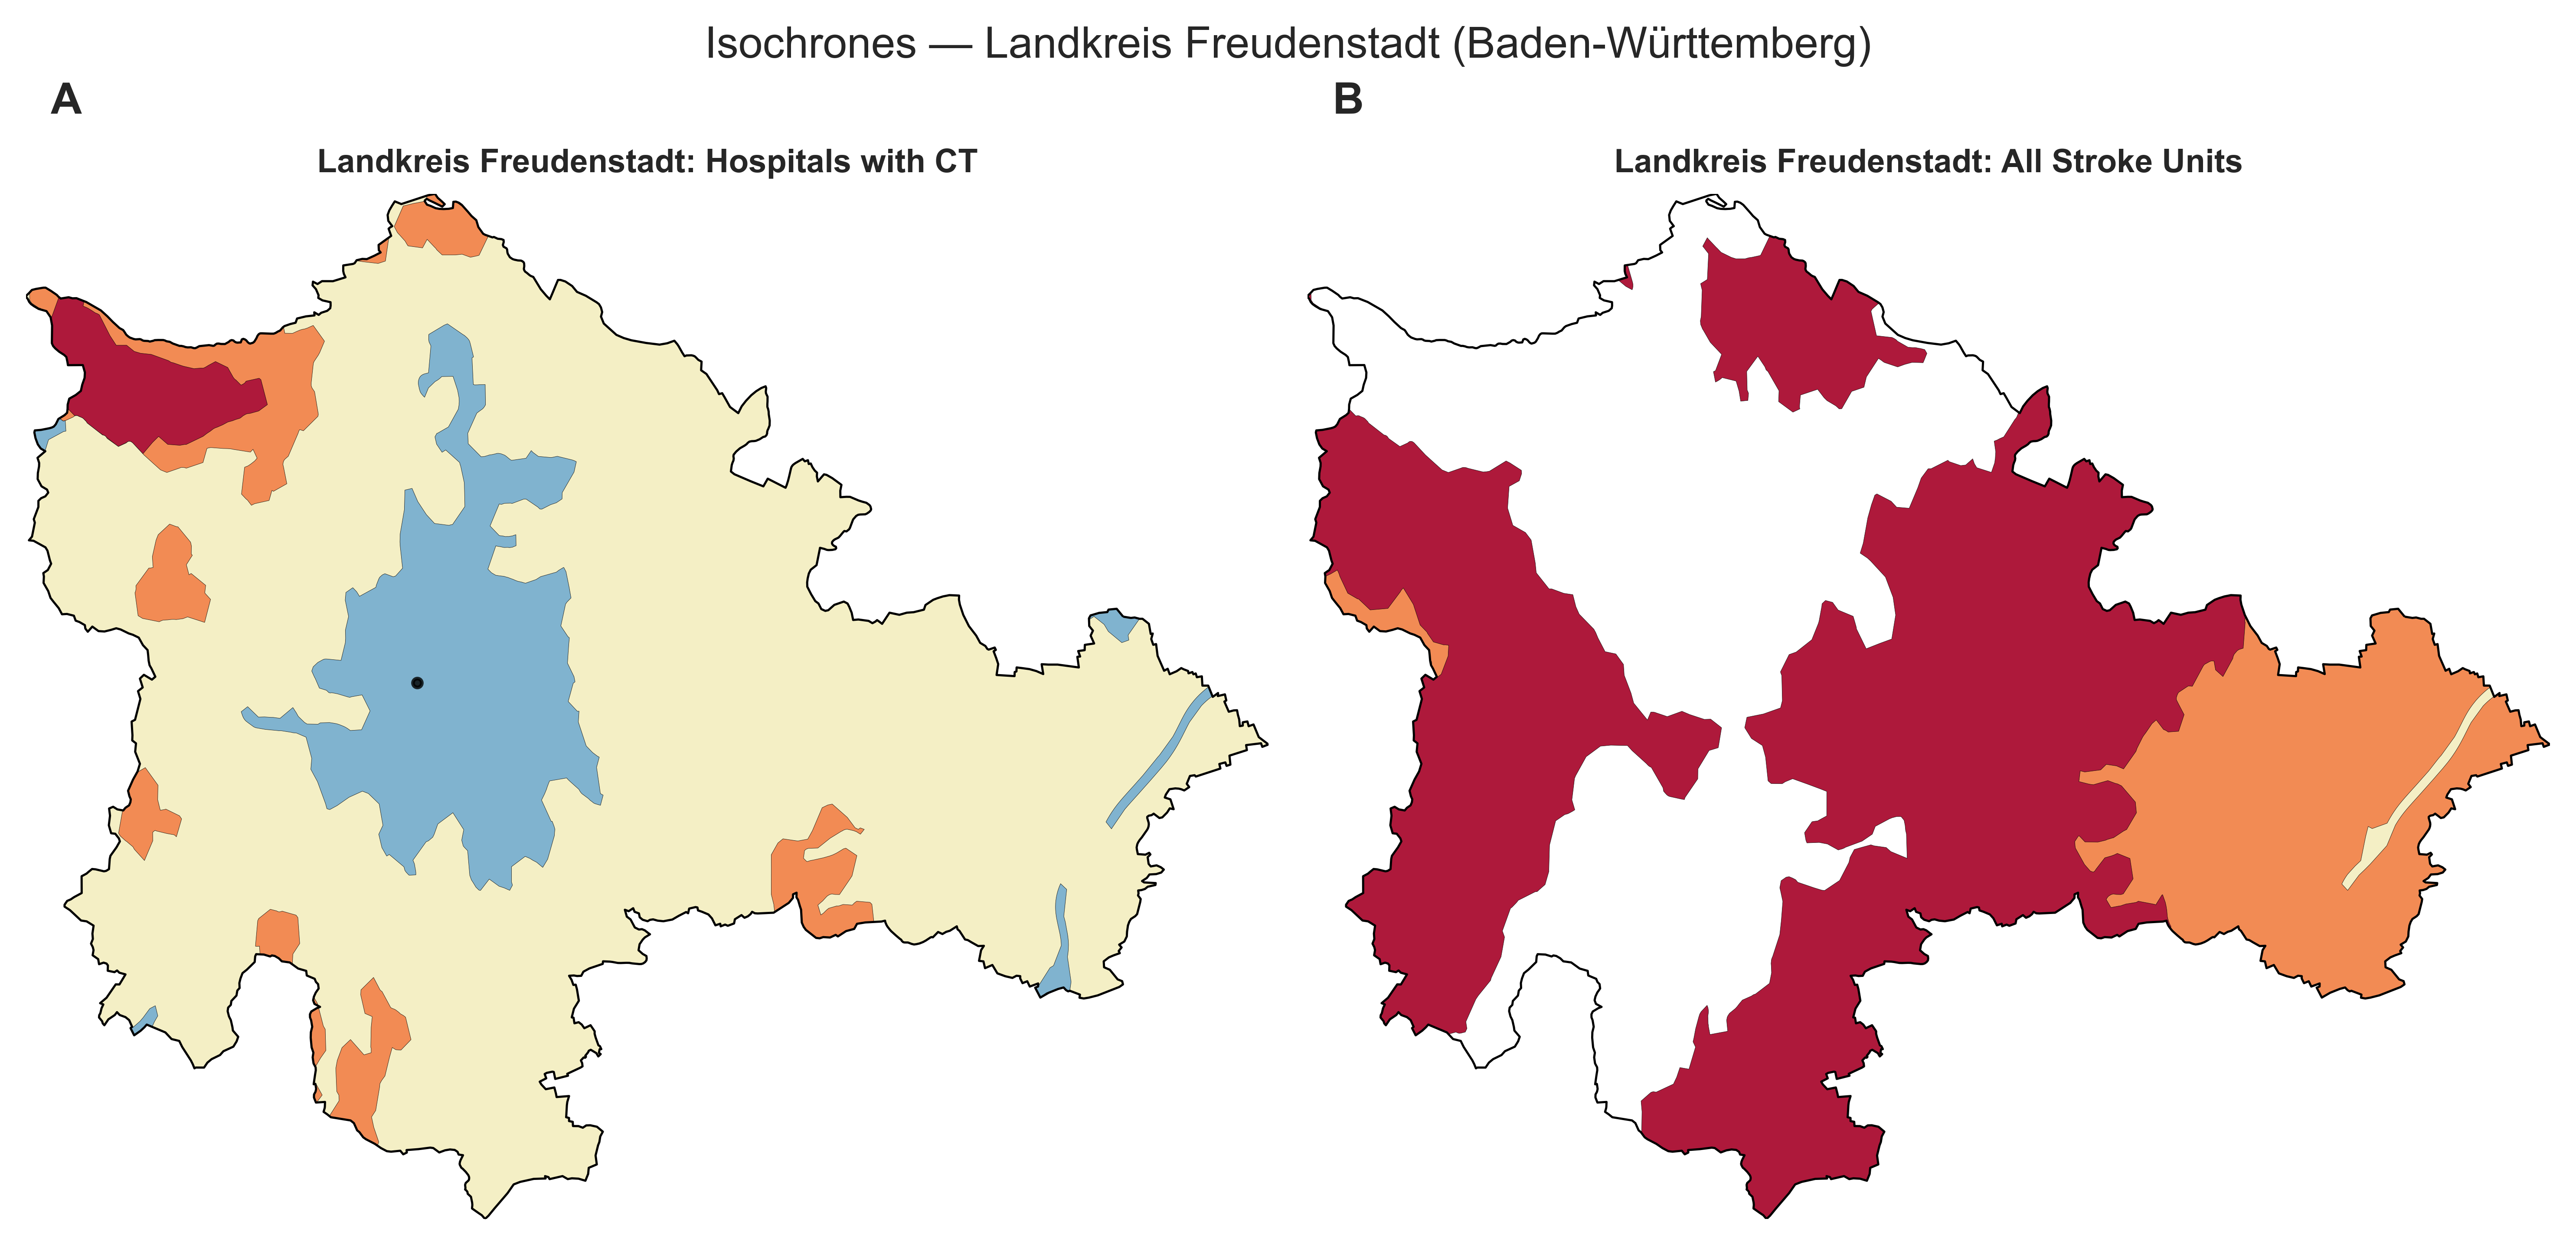 Isochrones — Landkreis Freudenstadt (Baden-Württemberg)
A
B
Landkreis Freudenstadt: Hospitals with CT
Landkreis Freudenstadt: All Stroke Units